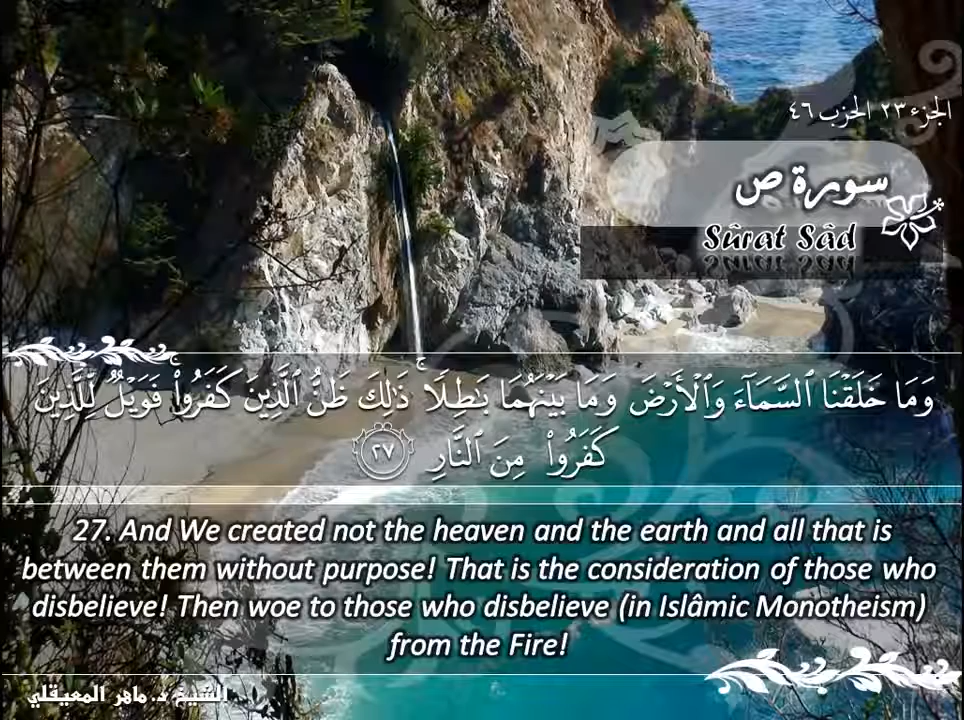 الجزء ٢٣ الحزب ٤٦
سورة ص
Sûrat Sâd
وَمَا خَلَقْنَا ٱلسَّمَآءَ وَٱلْأَرْضَ وَمَا بَيْنَهُمَا بَـٰطِلًا ۚ ذَٰلِكَ ظَنُّ ٱلَّذِينَ كَفَرُوا۟ ۚ فَوَيْلٌ لِّلَّذِينَ
كَفَرُوا۟ مِنَ ٱلنَّارِ ٢٧
27. And We created not the heaven and the earth and all that is
between them without purpose! That is the consideration of those who
disbelieve! Then woe to those who disbelieve (in Islâmic Monotheism)
from the Fire!
الشيخ د. ماهر المعيقلي